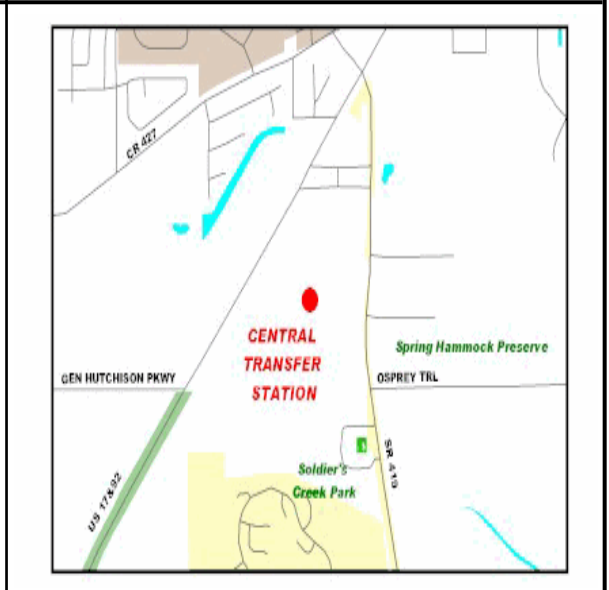 CR 427
CENTRAL
TRANSFER
STATION
Spring Hammock Preserve
GEN HUTCHISON PKWY
OSPREY TRL
SR 419
Soldier's
Creek Park
US 17&92